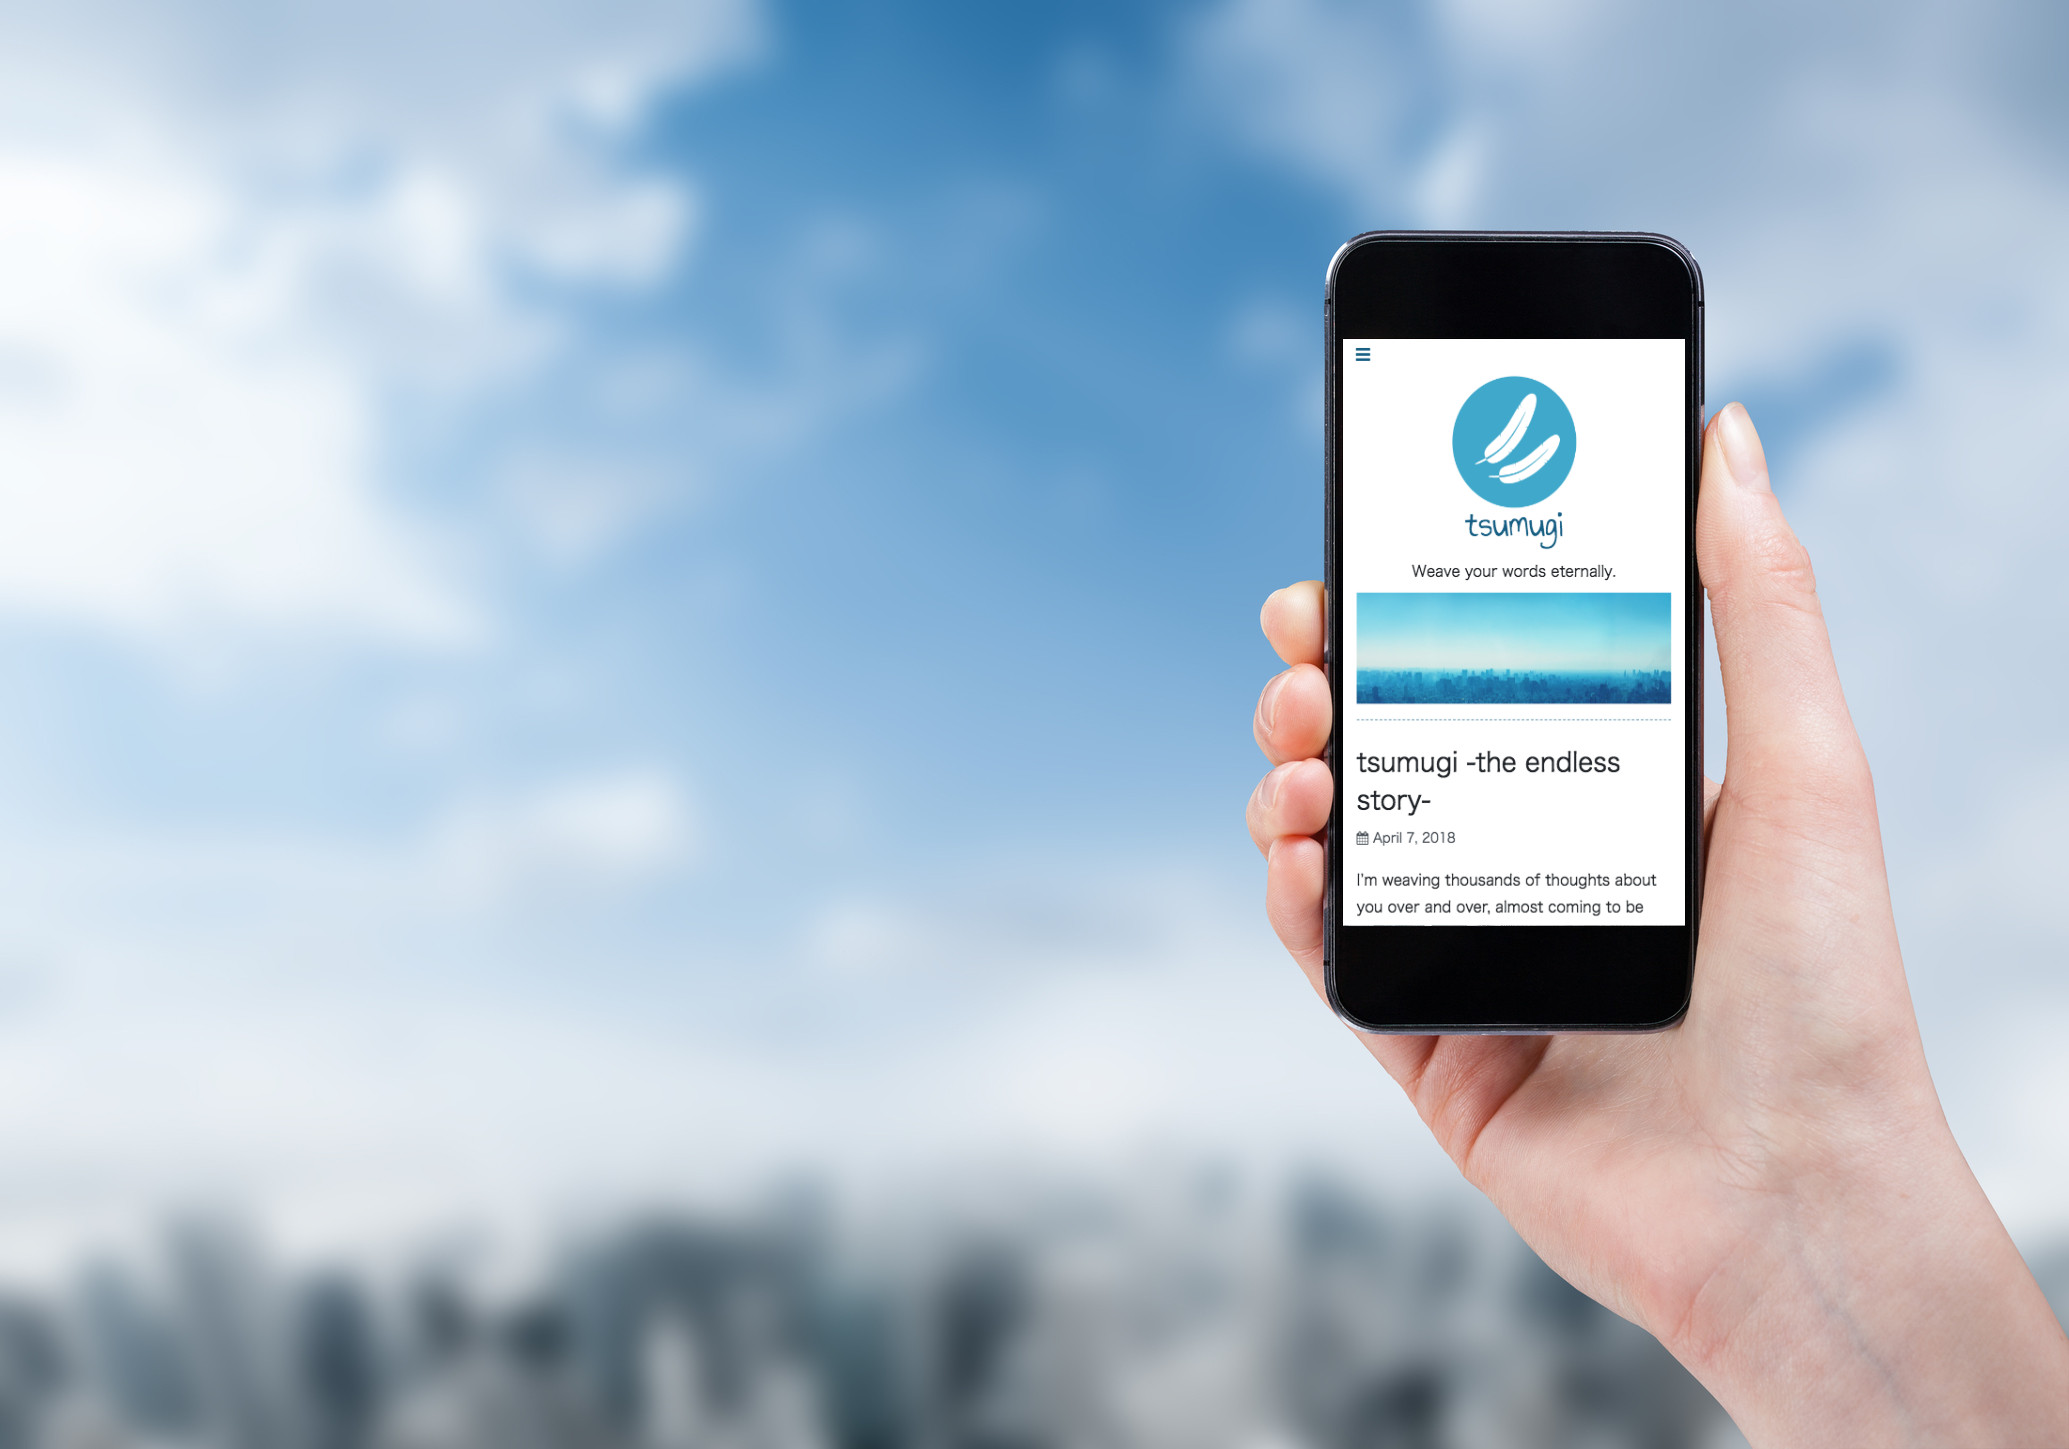 tsumugi
Weave your words eternally.
tsumugi -the endless
story-
April 7, 2018
I'm weaving thousands of thoughts about
you over and over, almost coming to be